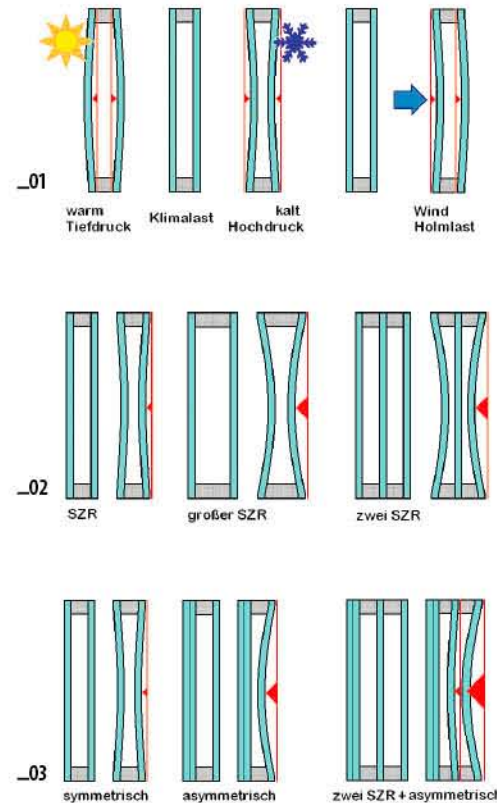 _01
warm
Tiefdruck
Klimalast
kalt
Hochdruck
Wind
Holmlast
_02
SZR
großer SZR
zwei SZR
_03
symmetrisch
asymmetrisch
zwei SZR + asymmetrisch